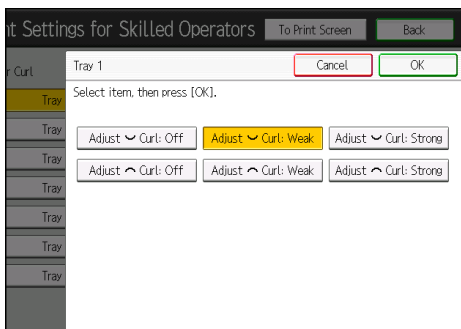 nt Settings for Skilled Operators To Print Screen Back
r Curl
Tray 1 Cancel OK
Select item, then press [OK].
Tray
Tray
Adjust ⌣ Curl: Off Adjust ⌣ Curl: Weak Adjust ⌣ Curl: Strong
Tray
Adjust ⌢ Curl: Off Adjust ⌢ Curl: Weak Adjust ⌢ Curl: Strong
Tray
Tray
Tray
Tray